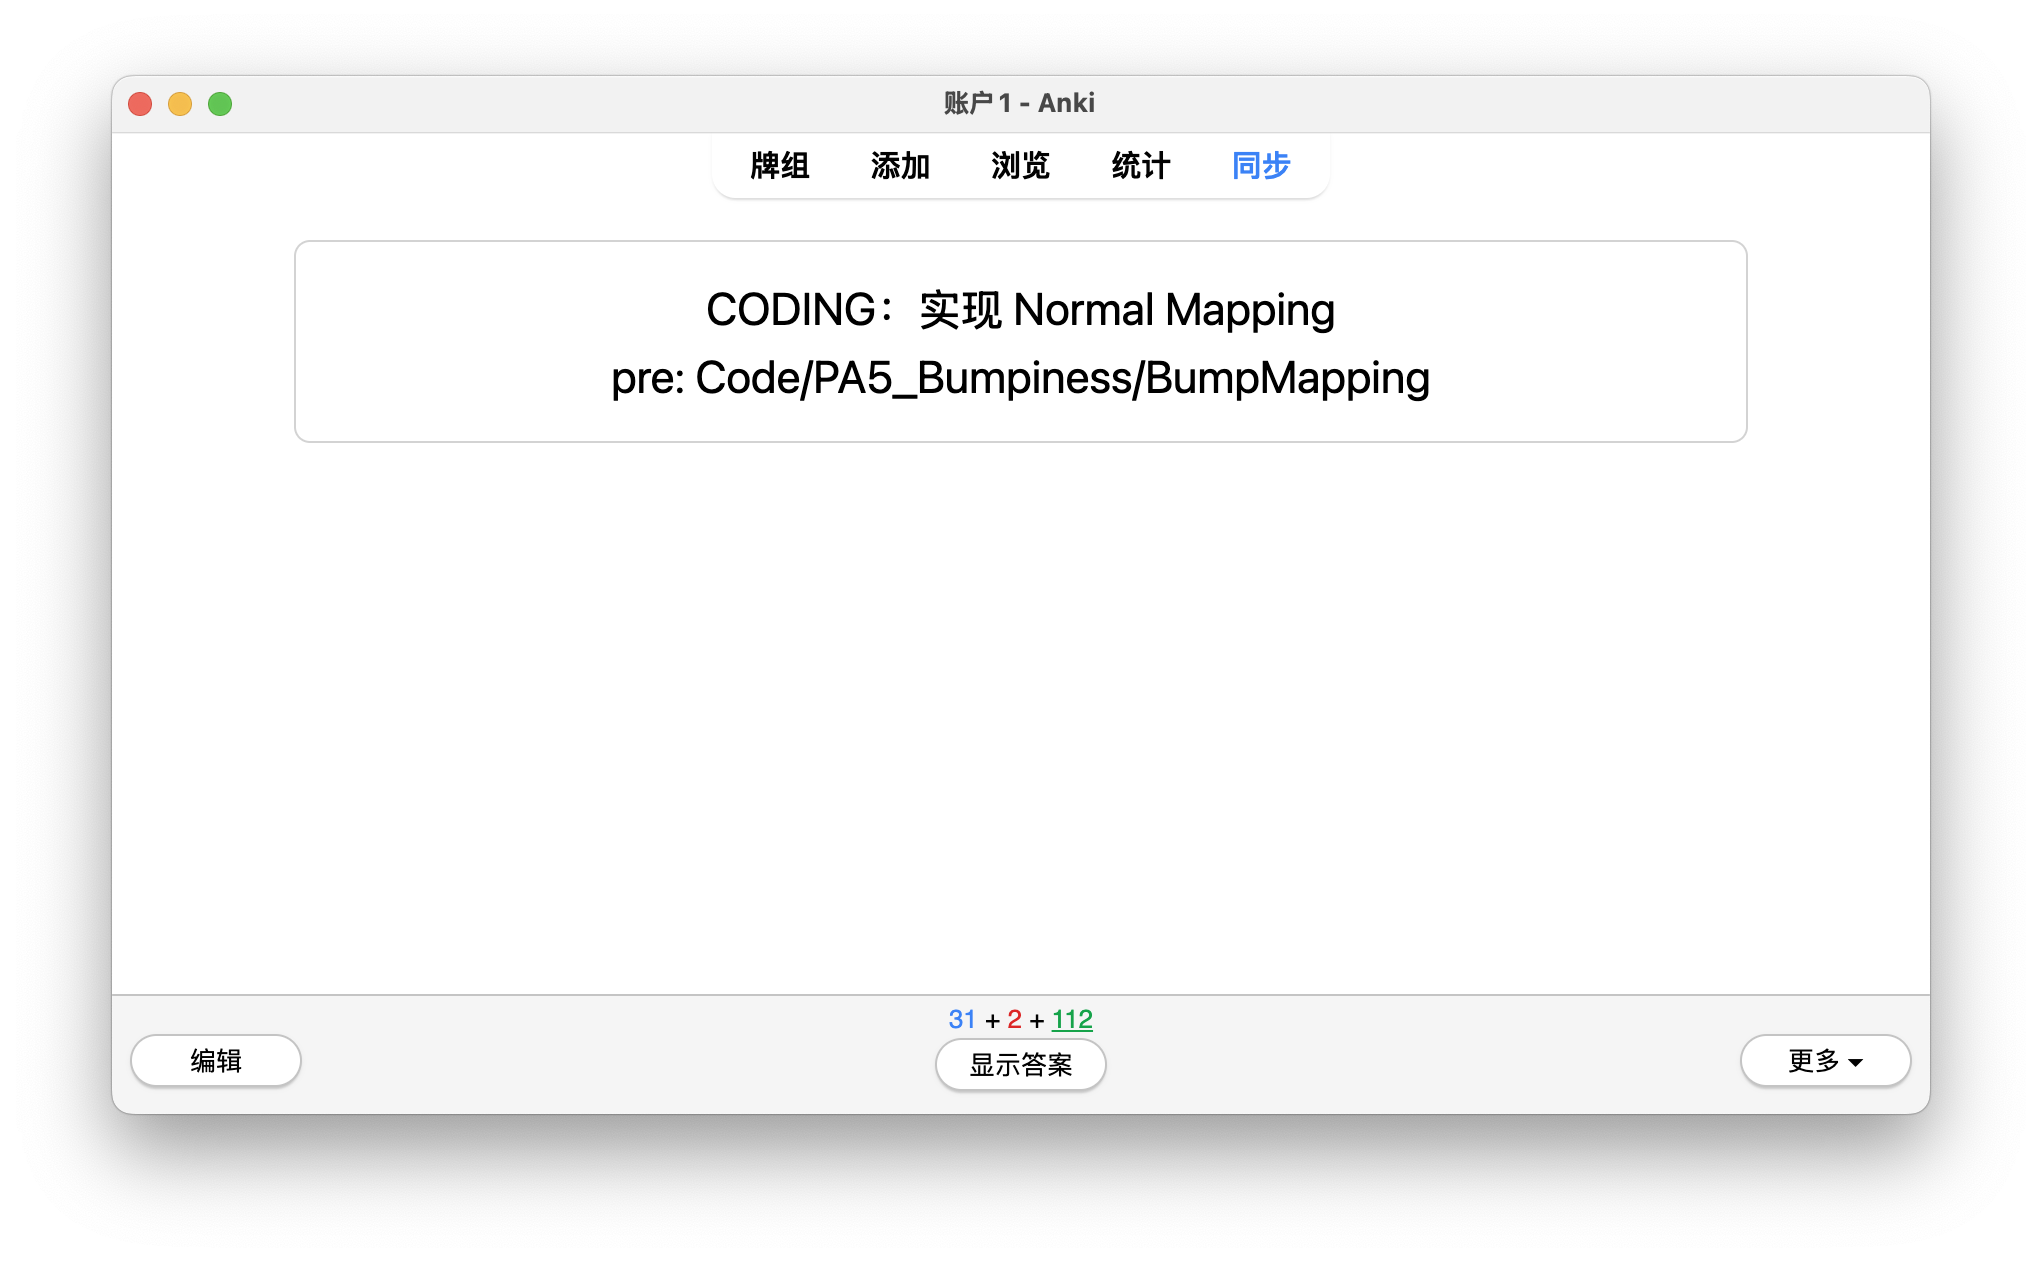 账户 1 - Anki
牌组 添加 浏览 统计 同步
CODING：实现 Normal Mapping
pre: Code/PA5_Bumpiness/BumpMapping
31 + 2 + 112
编辑 显示答案 更多